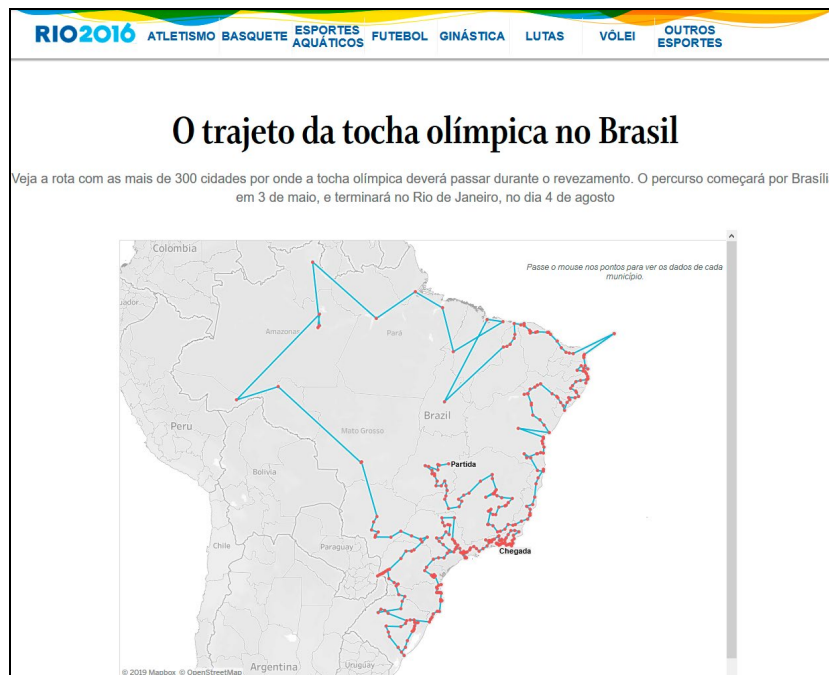 RIO2016 ATLETISMO BASQUETE ESPORTES AQUÁTICOS FUTEBOL GINÁSTICA LUTAS VÔLEI OUTROS ESPORTES
O trajeto da tocha olímpica no Brasil
Veja a rota com as mais de 300 cidades por onde a tocha olímpica deverá passar durante o revezamento. O percurso começará por Brasíli
em 3 de maio, e terminará no Rio de Janeiro, no dia 4 de agosto
Colombia
Passe o mouse nos pontos para ver os dados de cada
município.
uador
Amazonas
Pará
Brazil
Peru
Mato Grosso
Partida
Bolivia
Chile
Paraguay
Chegada
Argentina
Uruguay
© 2019 Mapbox © OpenStreetMap